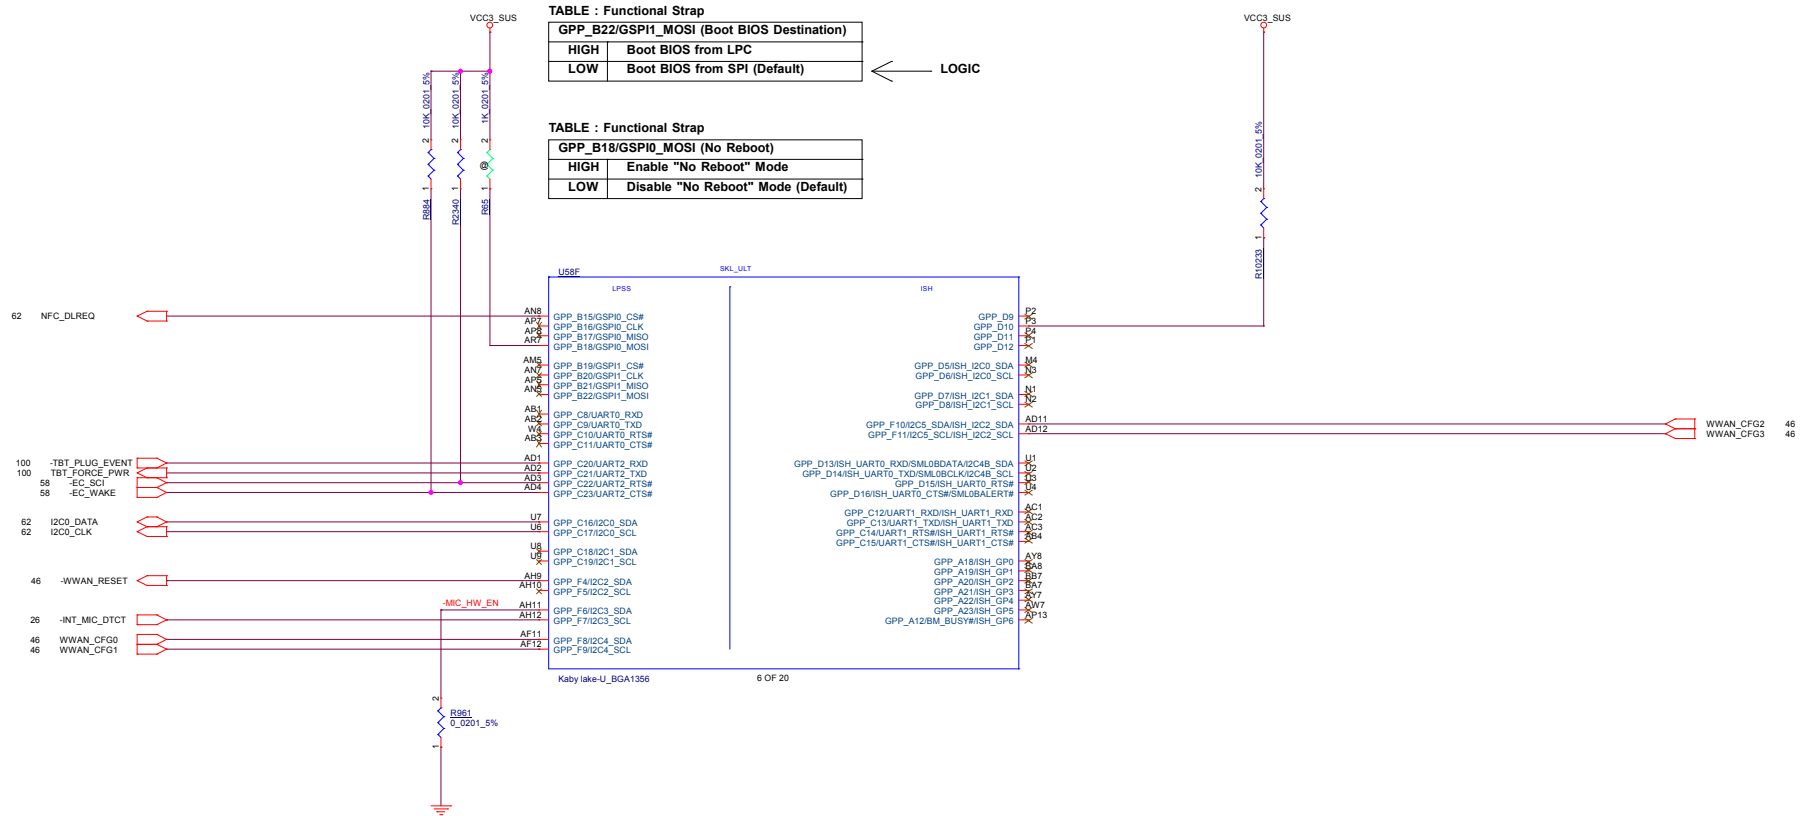 VCC3_SUS
TABLE : Functional Strap
GPP_B22/GSPI1_MOSI (Boot BIOS Destination)
HIGH Boot BIOS from LPC
LOW Boot BIOS from SPI (Default)
LOGIC
VCC3_SUS
TABLE : Functional Strap
GPP_B18/GSPI0_MOSI (No Reboot)
HIGH Enable "No Reboot" Mode
LOW Disable "No Reboot" Mode (Default)
10K_0201_5%
2
1
R884
10K_0201_5%
2
1
R2340
1K_0201_5%
2
@
1
R65
10K_0201_5%
2
1
R10233
U58F
SKL_ULT
LPSS
ISH
62 NFC_DLREQ
AN8 GPP_B15/GSPI0_CS#
AP7 GPP_B16/GSPI0_CLK
AP8 GPP_B17/GSPI0_MISO
AR7 GPP_B18/GSPI0_MOSI
AM5 GPP_B19/GSPI1_CS#
AN7 GPP_B20/GSPI1_CLK
AP5 GPP_B21/GSPI1_MISO
AN5 GPP_B22/GSPI1_MOSI
AB1 GPP_C8/UART0_RXD
AB2 GPP_C9/UART0_TXD
W4 GPP_C10/UART0_RTS#
AB3 GPP_C11/UART0_CTS#
100 -TBT_PLUG_EVENT AD1 GPP_C20/UART2_RXD
100 TBT_FORCE_PWR AD2 GPP_C21/UART2_TXD
58 -EC_SCI AD3 GPP_C22/UART2_RTS#
58 -EC_WAKE AD4 GPP_C23/UART2_CTS#
62 I2C0_DATA U7 GPP_C16/I2C0_SDA
62 I2C0_CLK U6 GPP_C17/I2C0_SCL
U8 GPP_C18/I2C1_SDA
U9 GPP_C19/I2C1_SCL
46 -WWAN_RESET AH9 GPP_F4/I2C2_SDA
AH10 GPP_F5/I2C2_SCL
-MIC_HW_EN AH11 GPP_F6/I2C3_SDA
26 -INT_MIC_DTCT AH12 GPP_F7/I2C3_SCL
46 WWAN_CFG0 AF11 GPP_F8/I2C4_SDA
46 WWAN_CFG1 AF12 GPP_F9/I2C4_SCL
GPP_D9 P2
GPP_D10 P3
GPP_D11 P4
GPP_D12 P1
GPP_D5/ISH_I2C0_SDA M4
GPP_D6/ISH_I2C0_SCL N3
GPP_D7/ISH_I2C1_SDA N1
GPP_D8/ISH_I2C1_SCL N2
GPP_F10/I2C5_SDA/ISH_I2C2_SDA AD11 WWAN_CFG2 46
GPP_F11/I2C5_SCL/ISH_I2C2_SCL AD12 WWAN_CFG3 46
GPP_D13/ISH_UART0_RXD/SML0BDATA/I2C4B_SDA U1
GPP_D14/ISH_UART0_TXD/SML0BCLK/I2C4B_SCL U2
GPP_D15/ISH_UART0_RTS# U3
GPP_D16/ISH_UART0_CTS#/SML0BALERT# U4
GPP_C12/UART1_RXD/ISH_UART1_RXD AC1
GPP_C13/UART1_TXD/ISH_UART1_TXD AC2
GPP_C14/UART1_RTS#/ISH_UART1_RTS# AC3
GPP_C15/UART1_CTS#/ISH_UART1_CTS# AB4
GPP_A18/ISH_GP0 AY8
GPP_A19/ISH_GP1 BA8
GPP_A20/ISH_GP2 BB7
GPP_A21/ISH_GP3 BA7
GPP_A22/ISH_GP4 AY7
GPP_A23/ISH_GP5 AW7
GPP_A12/BM_BUSY#/ISH_GP6 AP13
Kaby lake-U_BGA1356
6 OF 20
2
R961
0_0201_5%
1